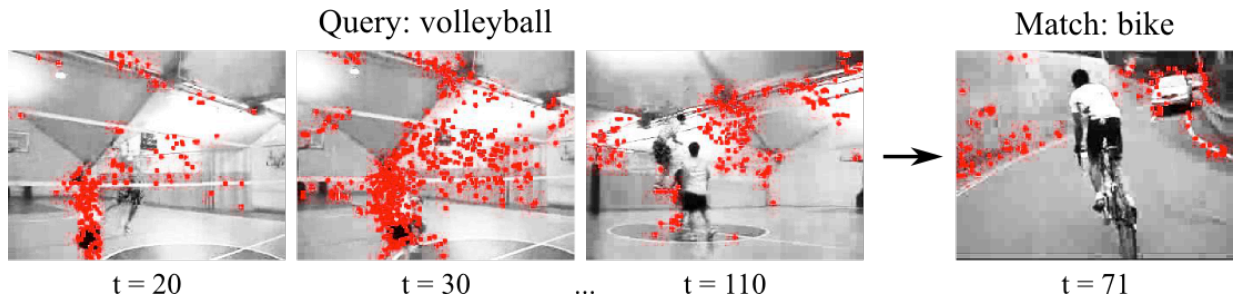 Query: volleyball
Match: bike
t = 20
t = 30
...
t = 110
t = 71